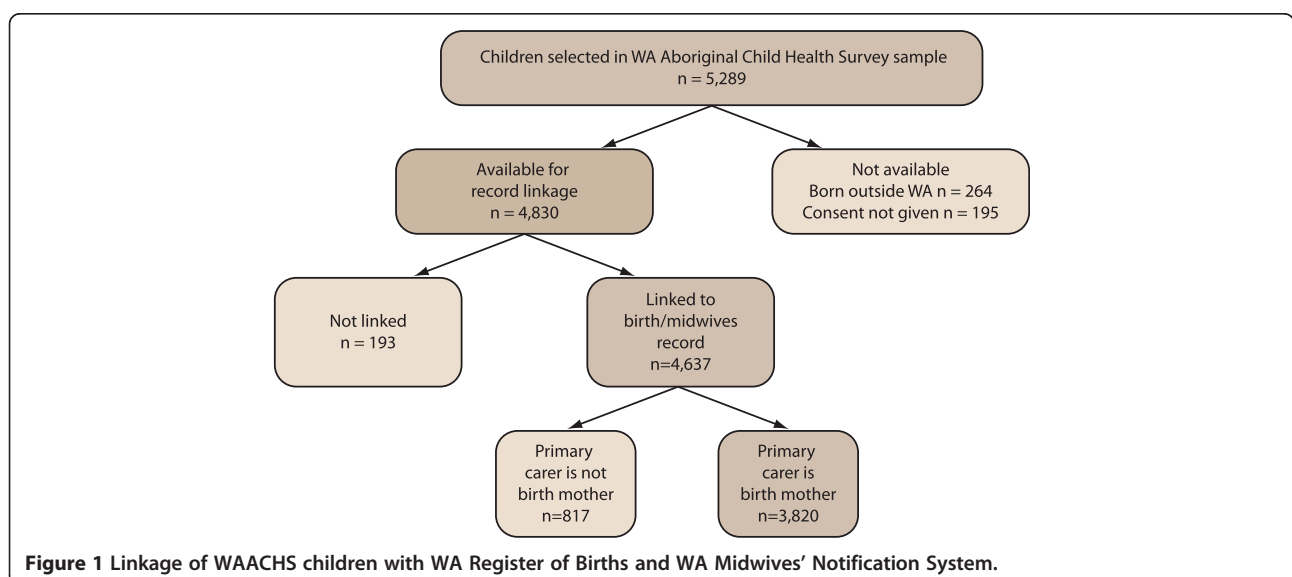 Children selected in WA Aboriginal Child Health Survey sample
n = 5,289
Available for
record linkage
n = 4,830
Not available
Born outside WA n = 264
Consent not given n = 195
Not linked
n = 193
Linked to
birth/midwives
record
n=4,637
Primary
carer is not
birth mother
n=817
Primary
carer is
birth mother
n=3,820
Figure 1 Linkage of WAACHS children with WA Register of Births and WA Midwives’ Notification System.